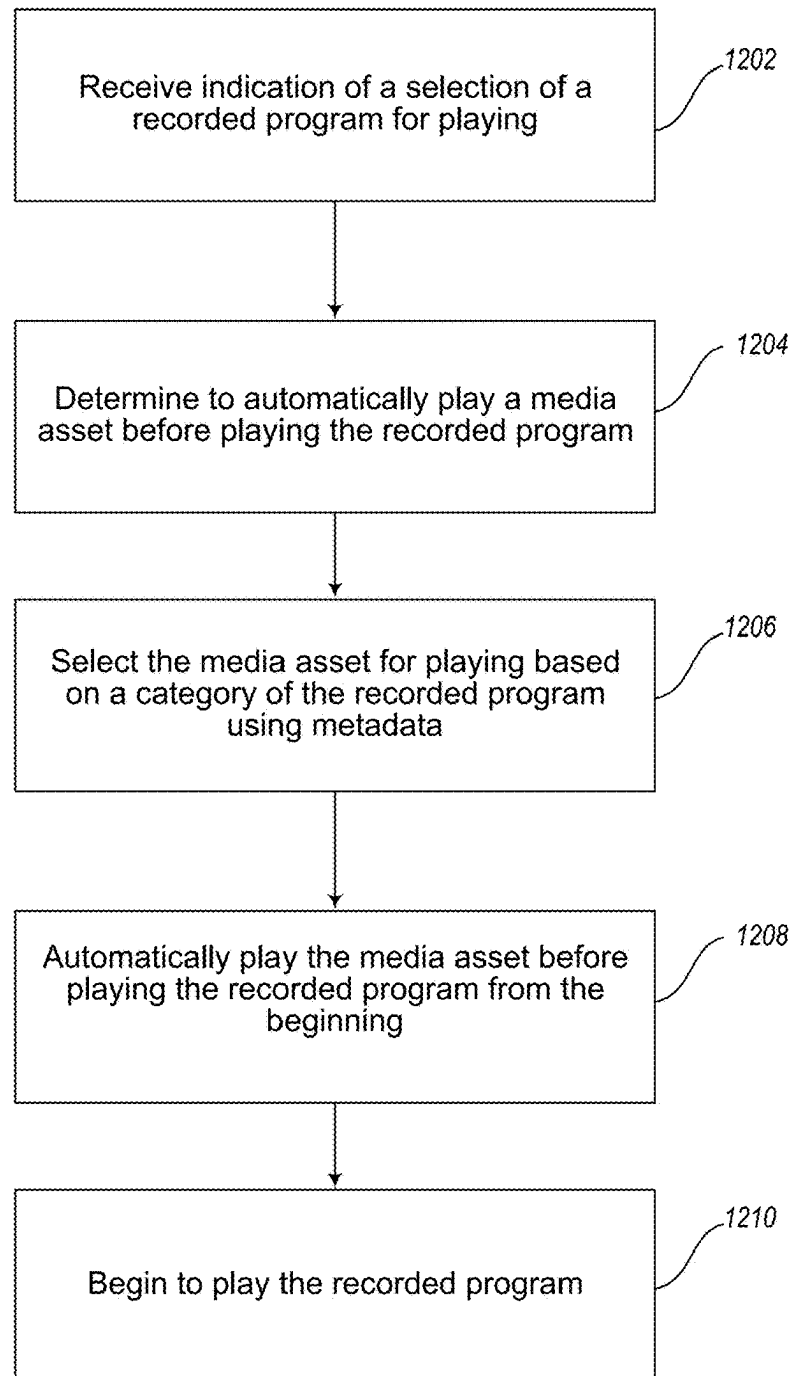 Receive indication of a selection of a
recorded program for playing
1202
Determine to automatically play a media
asset before playing the recorded program
1204
Select the media asset for playing based
on a category of the recorded program
using metadata
1206
Automatically play the media asset before
playing the recorded program from the
beginning
1208
Begin to play the recorded program
1210